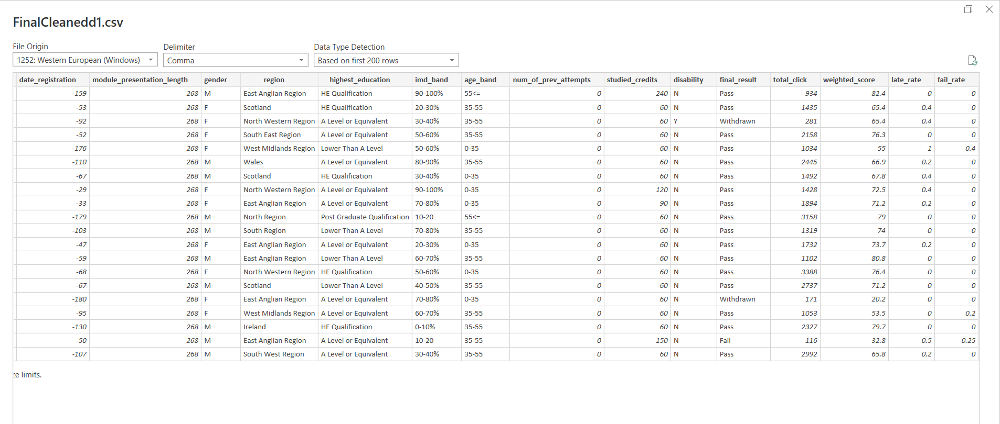 FinalCleanedd1.csv
File Origin
Delimiter
Data Type Detection
1252: Western European (Windows)
Comma
Based on first 200 rows
date_registration module_presentation_length gender region highest_education imd_band age_band num_of_prev_attempts studied_credits disability final_result total_click weighted_score late_rate fail_rate
-159 268 M East Anglian Region HE Qualification 90-100% 55<= 0 240 N Pass 934 82.4 0 0
-53 268 F Scotland HE Qualification 20-30% 35-55 0 60 N Pass 1435 65.4 0.4 0
-92 268 F North Western Region A Level or Equivalent 30-40% 35-55 0 60 Y Withdrawn 281 65.4 0.4 0
-52 268 F South East Region A Level or Equivalent 50-60% 35-55 0 60 N Pass 2158 76.3 0 0
-176 268 F West Midlands Region Lower Than A Level 50-60% 0-35 0 60 N Pass 1034 55 1 0.4
-110 268 M Wales A Level or Equivalent 80-90% 35-55 0 60 N Pass 2445 66.9 0.2 0
-67 268 M Scotland HE Qualification 30-40% 0-35 0 60 N Pass 1492 67.8 0.4 0
-29 268 F North Western Region A Level or Equivalent 90-100% 0-35 0 120 N Pass 1428 72.5 0.4 0
-33 268 F East Anglian Region A Level or Equivalent 70-80% 0-35 0 90 N Pass 1894 71.2 0.2 0
-179 268 M North Region Post Graduate Qualification 10-20 55<= 0 60 N Pass 3158 79 0 0
-103 268 M South Region Lower Than A Level 70-80% 35-55 0 60 N Pass 1319 74 0 0
-47 268 F East Anglian Region A Level or Equivalent 20-30% 0-35 0 60 N Pass 1732 73.7 0.2 0
-59 268 M East Anglian Region Lower Than A Level 60-70% 35-55 0 60 N Pass 1102 80.8 0 0
-68 268 F North Western Region HE Qualification 50-60% 0-35 0 60 N Pass 3388 76.4 0 0
-67 268 M Scotland Lower Than A Level 40-50% 35-55 0 60 N Pass 2737 71.2 0 0
-180 268 F East Anglian Region A Level or Equivalent 70-80% 0-35 0 60 N Withdrawn 171 20.2 0 0
-95 268 F West Midlands Region A Level or Equivalent 60-70% 35-55 0 60 N Pass 1053 53.5 0 0.2
-130 268 M Ireland HE Qualification 0-10% 35-55 0 60 N Pass 2327 79.7 0 0
-50 268 M East Anglian Region A Level or Equivalent 10-20 35-55 0 150 N Fail 116 32.8 0.5 0.25
-107 268 M South West Region A Level or Equivalent 30-40% 35-55 0 60 N Pass 2992 65.8 0.2 0
ze limits.